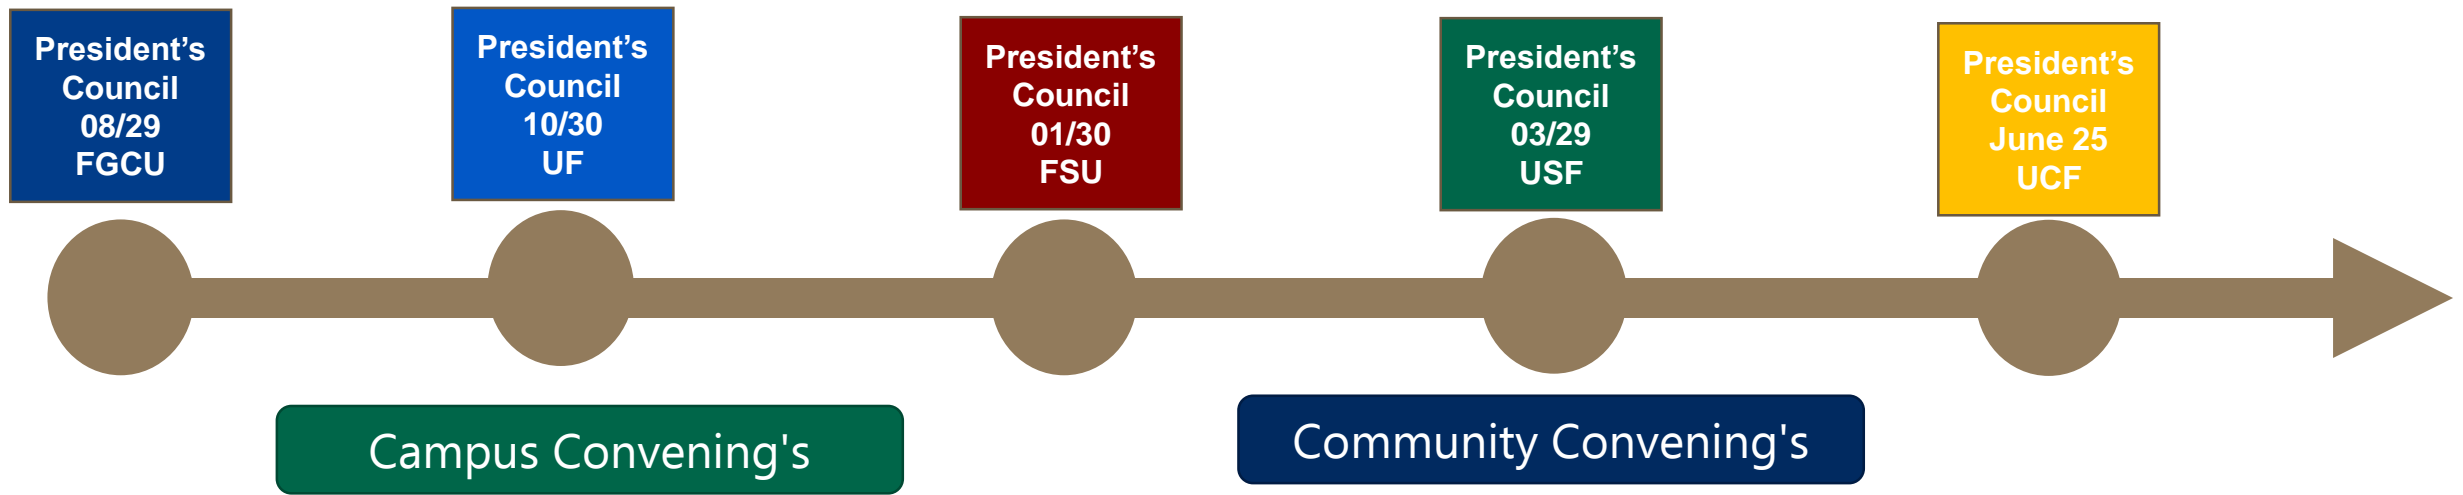 President’s
Council
08/29
FGCU
President’s
Council
10/30
UF
President’s
Council
01/30
FSU
President’s
Council
03/29
USF
President’s
Council
June 25
UCF
Campus Convening's
Community Convening's